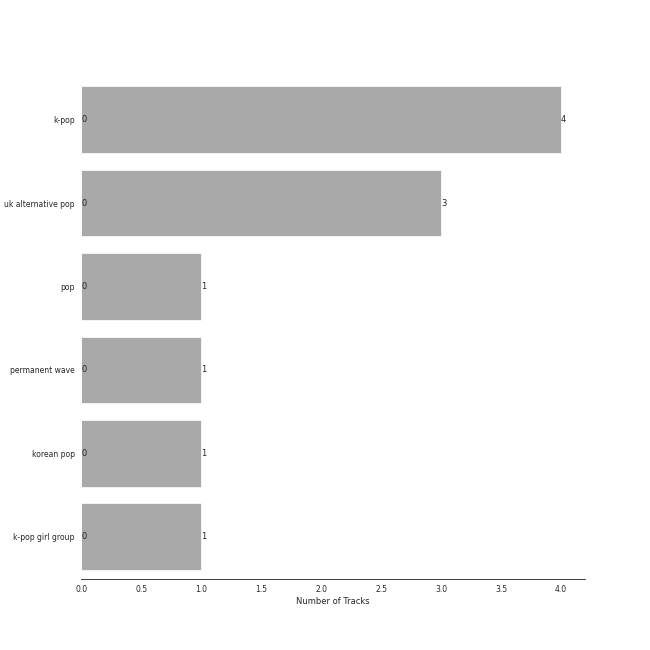 k-pop 0 4
uk alternative pop 0 3
pop 0 1
permanent wave 0 1
korean pop 0 1
k-pop girl group 0 1
0.0 0.5 1.0 1.5 2.0 2.5 3.0 3.5 4.0
Number of Tracks